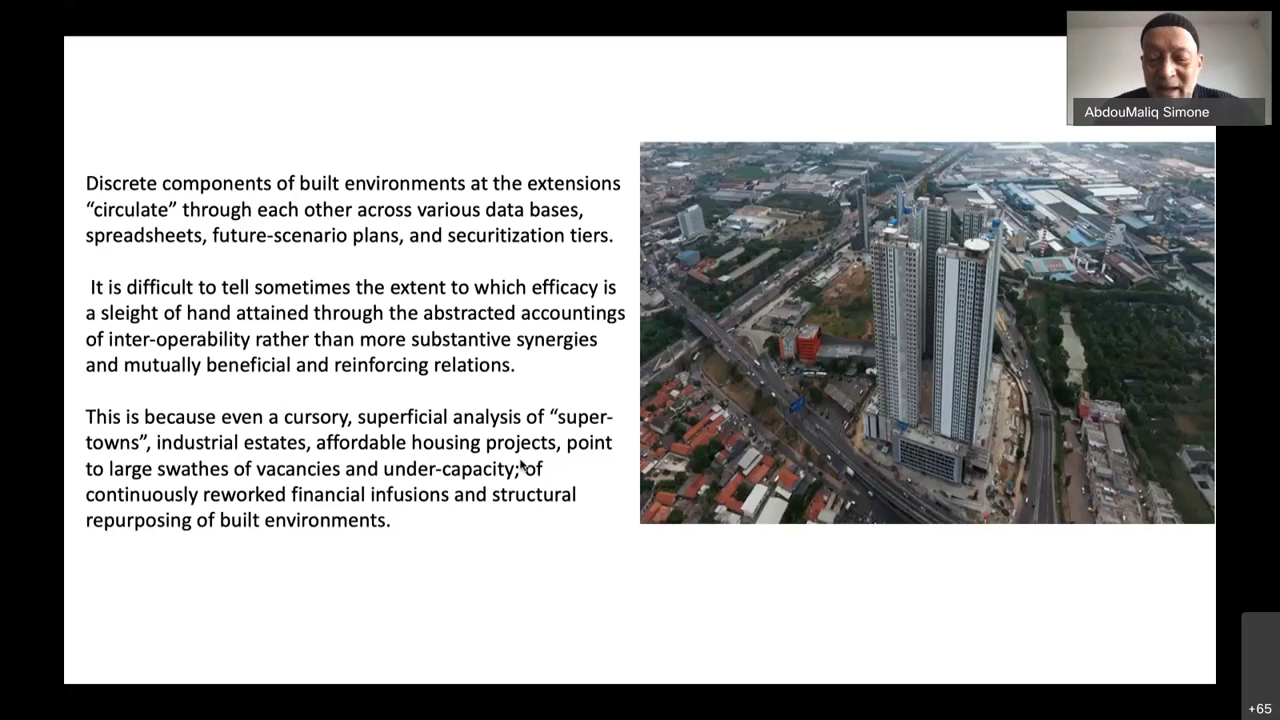 AbdouMaliq Simone
Discrete components of built environments at the extensions
“circulate” through each other across various data bases,
spreadsheets, future-scenario plans, and securitization tiers.
It is difficult to tell sometimes the extent to which efficacy is
a sleight of hand attained through the abstracted accountings
of inter-operability rather than more substantive synergies
and mutually beneficial and reinforcing relations.
This is because even a cursory, superficial analysis of “super-
towns”, industrial estates, affordable housing projects, point
to large swathes of vacancies and under-capacity; of
continuously reworked financial infusions and structural
repurposing of built environments.
+65